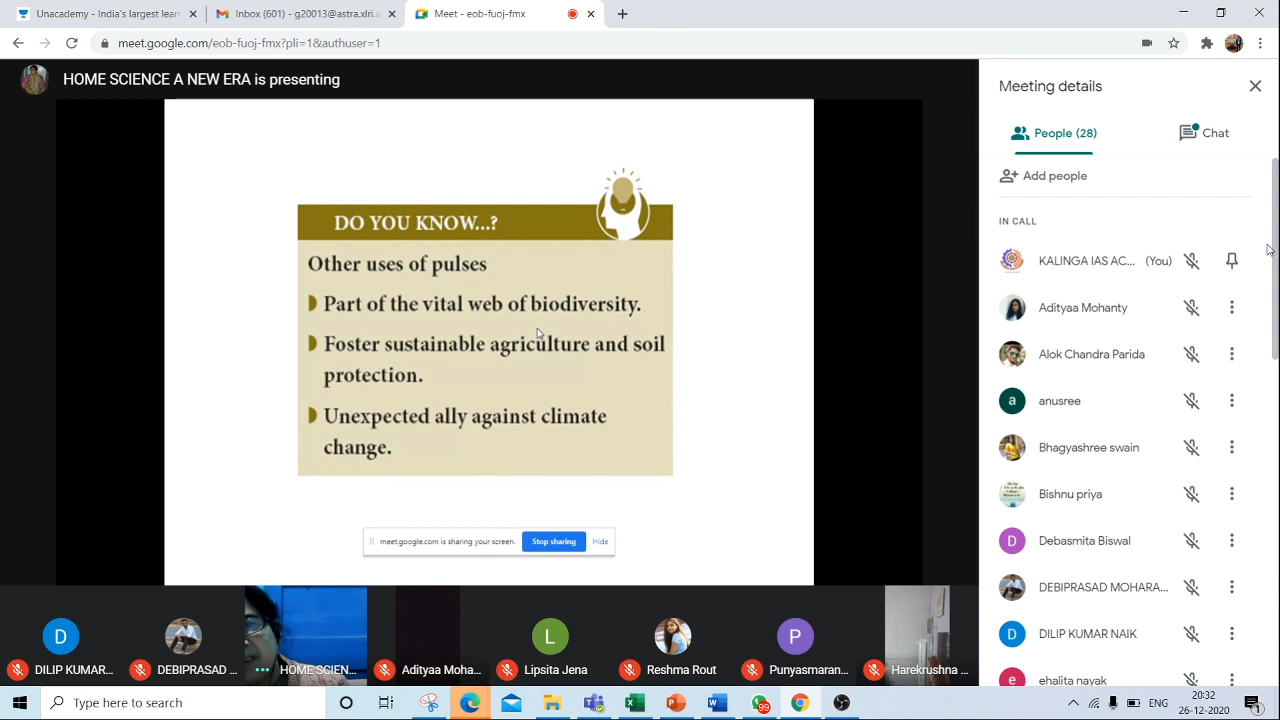 Unacademy - India's largest learn
Inbox (601) - g20013@astra.xlri.a
Meet - eob-fuoj-fmx
meet.google.com/eob-fuoj-fmx?pli=1&authuser=1
HOME SCIENCE A NEW ERA is presenting
DO YOU KNOW...?
Other uses of pulses
Part of the vital web of biodiversity.
Foster sustainable agriculture and soil
protection.
Unexpected ally against climate
change.
meet.google.com is sharing your screen.
Stop sharing
Hide
Meeting details
People (28)
Chat
Add people
IN CALL
KALINGA IAS AC... (You)
Adityaa Mohanty
Alok Chandra Parida
a anusree
Bhagyashree swain
Bishnu priya
D Debasmita Biswal
DEBIPRASAD MOHARA...
D DILIP KUMAR NAIK
e ehalita nayak
D
L
P
DILIP KUMAR...
DEBIPRASAD ...
HOME SCIEN...
Adityaa Moha...
Lipsita Jena
Reshma Rout
Punyasmaran...
Harekrushna ...
Type here to search
99
ENG
20:32
26-12-2020
1